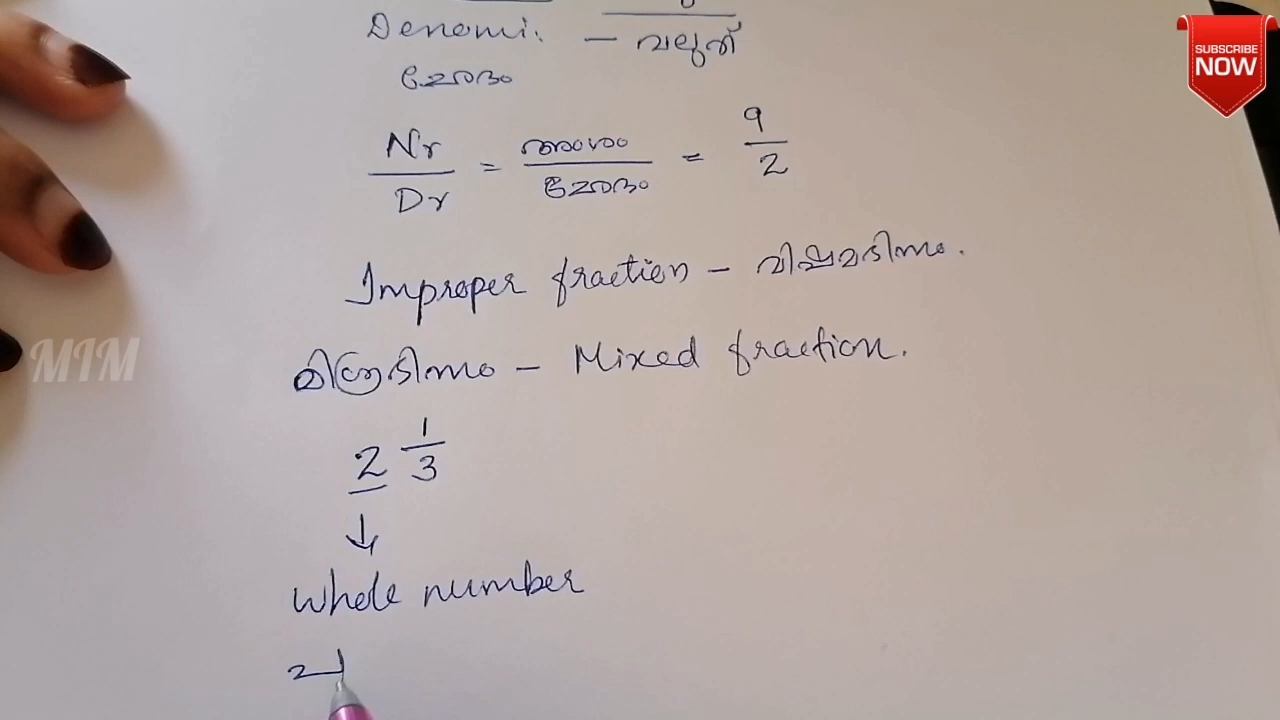 Denomi. - വലുത്
ഛേദം
Nr = അംശം = 9
Dr ഛേദം 2
Improper fraction - വിഷമഭിന്നം.
മിശ്രഭിന്നം - Mixed fraction.
2 1/3
↓
Whole number
SUBSCRIBE
NOW
MIM